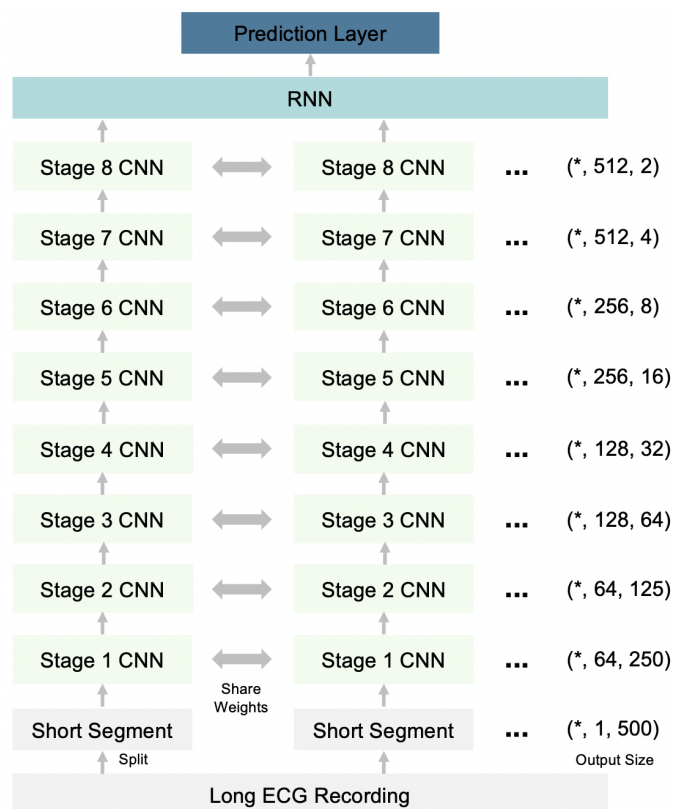 Prediction Layer
RNN
Stage 8 CNN Stage 8 CNN ... (*, 512, 2)
Stage 7 CNN Stage 7 CNN ... (*, 512, 4)
Stage 6 CNN Stage 6 CNN ... (*, 256, 8)
Stage 5 CNN Stage 5 CNN ... (*, 256, 16)
Stage 4 CNN Stage 4 CNN ... (*, 128, 32)
Stage 3 CNN Stage 3 CNN ... (*, 128, 64)
Stage 2 CNN Stage 2 CNN ... (*, 64, 125)
Stage 1 CNN Stage 1 CNN ... (*, 64, 250)
Share
Weights
Short Segment Short Segment ... (*, 1, 500)
Split Output Size
Long ECG Recording